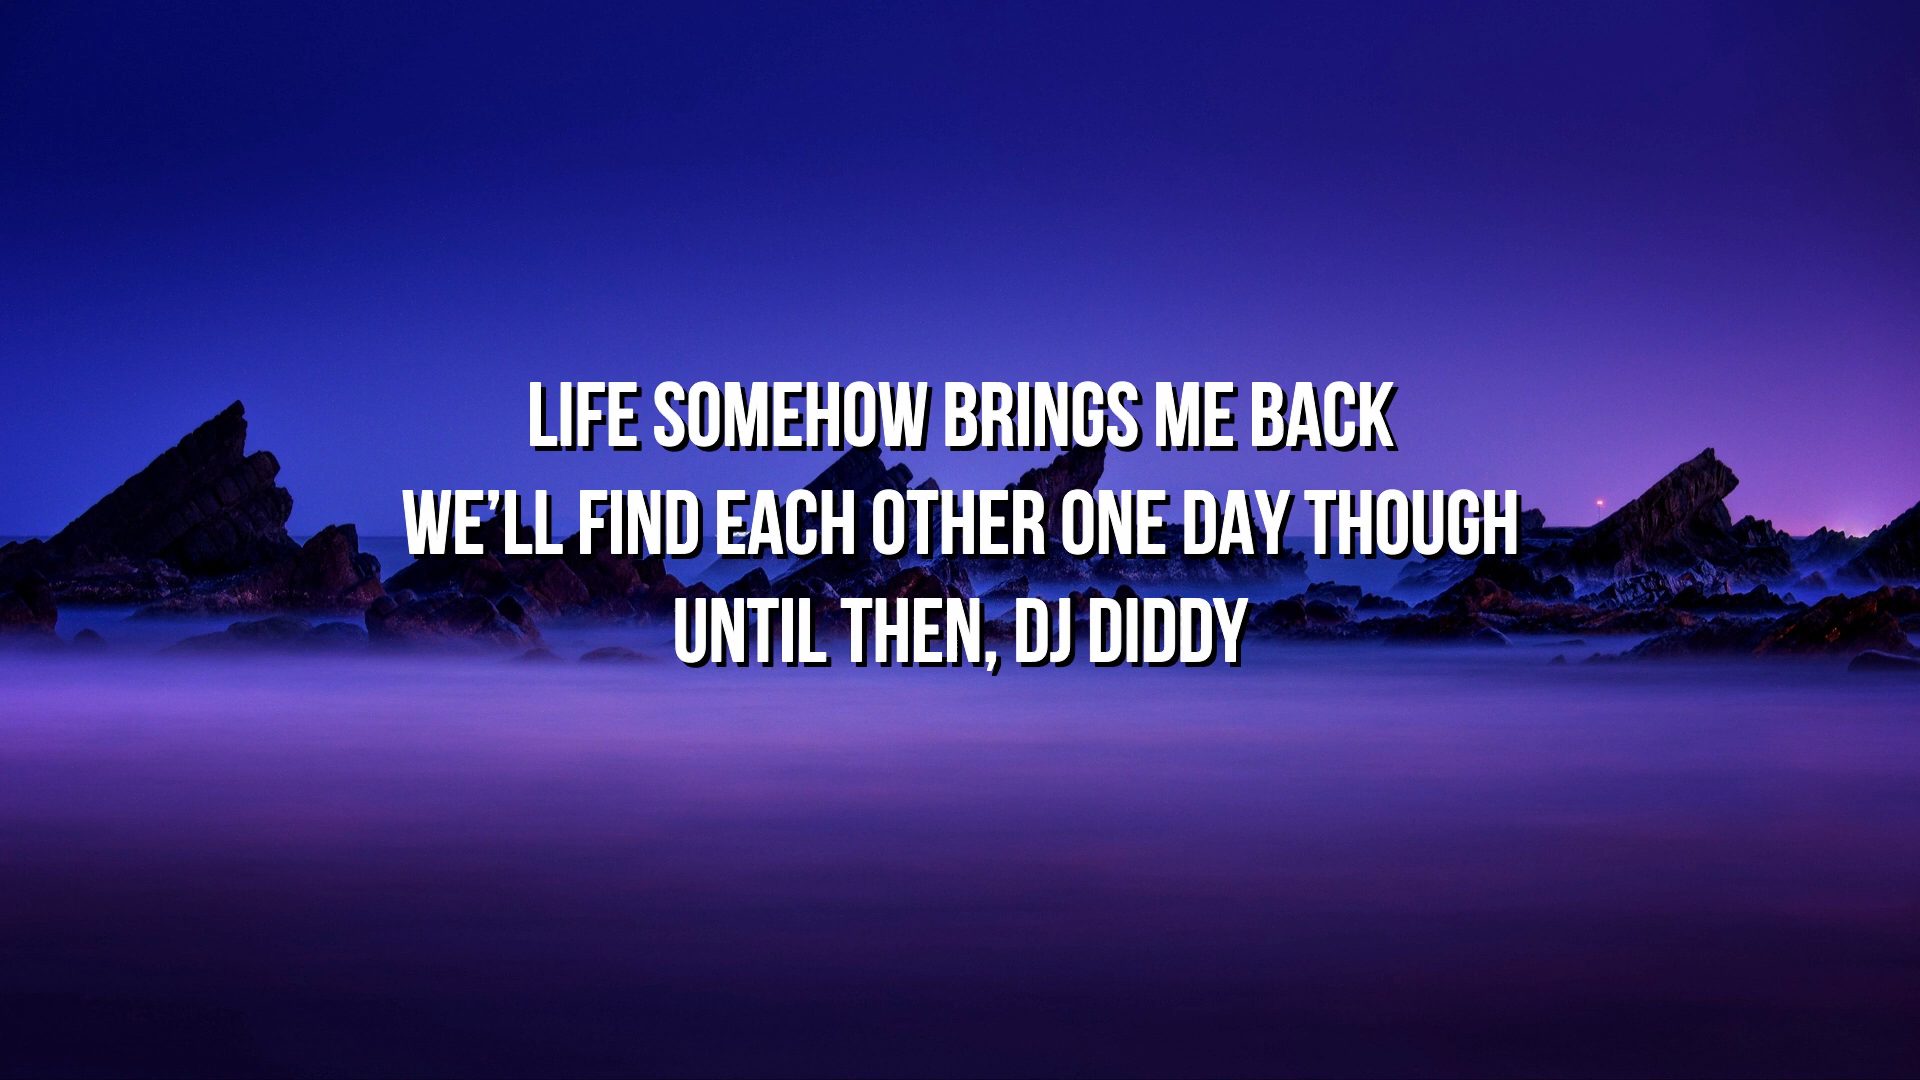 LIFE SOMEHOW BRINGS ME BACK
WE’LL FIND EACH OTHER ONE DAY THOUGH
UNTIL THEN, DJ DIDDY